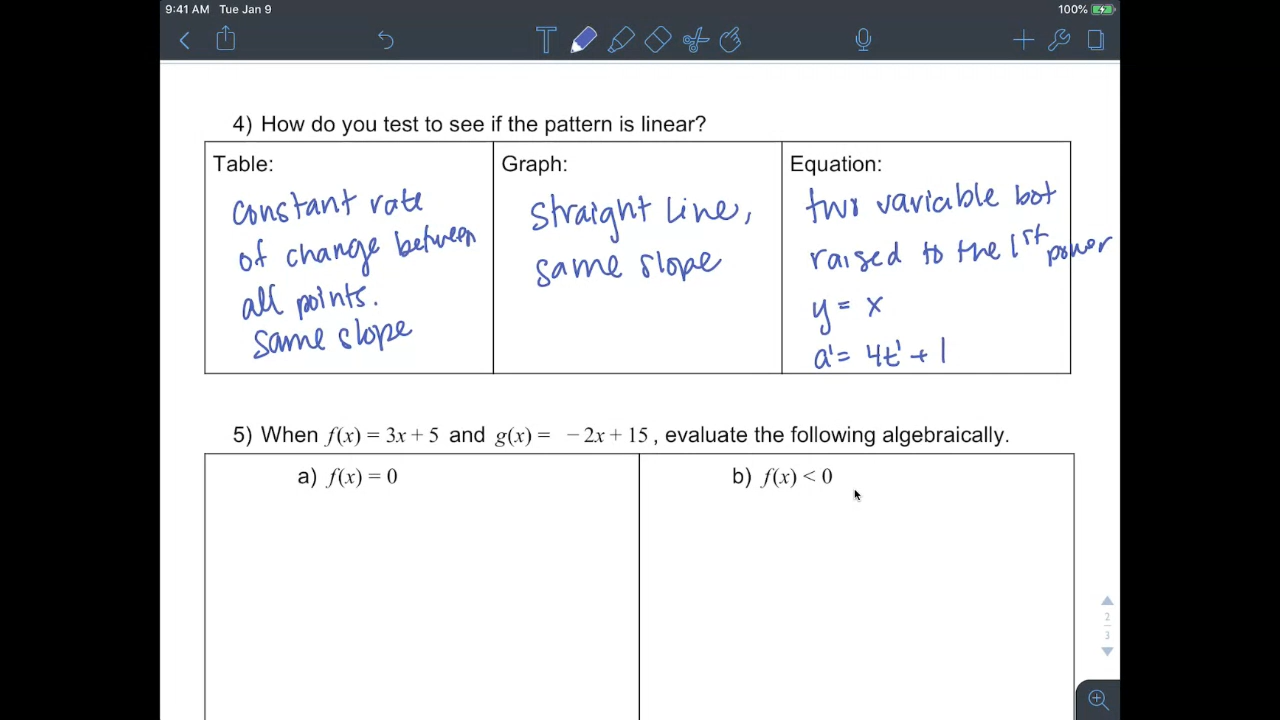 9:41 AM Tue Jan 9
100%
4) How do you test to see if the pattern is linear?
Table:
constant rate
of change between
all points.
same slope
Graph:
straight line,
same slope
Equation:
two variable bot
raised to the 1st power
y = x
a¹= 4t¹ + 1
5) When f(x) = 3x + 5 and g(x) = − 2x + 15 , evaluate the following algebraically.
a) f(x) = 0
b) f(x) < 0
2
3